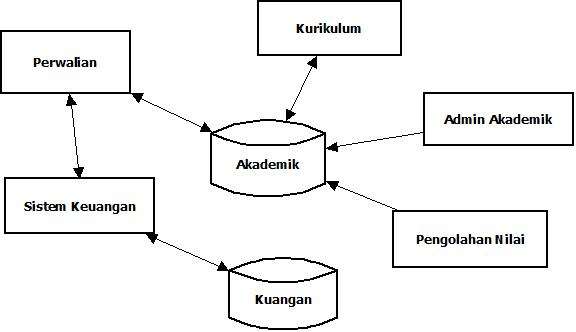 Kurikulum
Perwalian
Admin Akademik
Akademik
Sistem Keuangan
Pengolahan Nilai
Kuangan